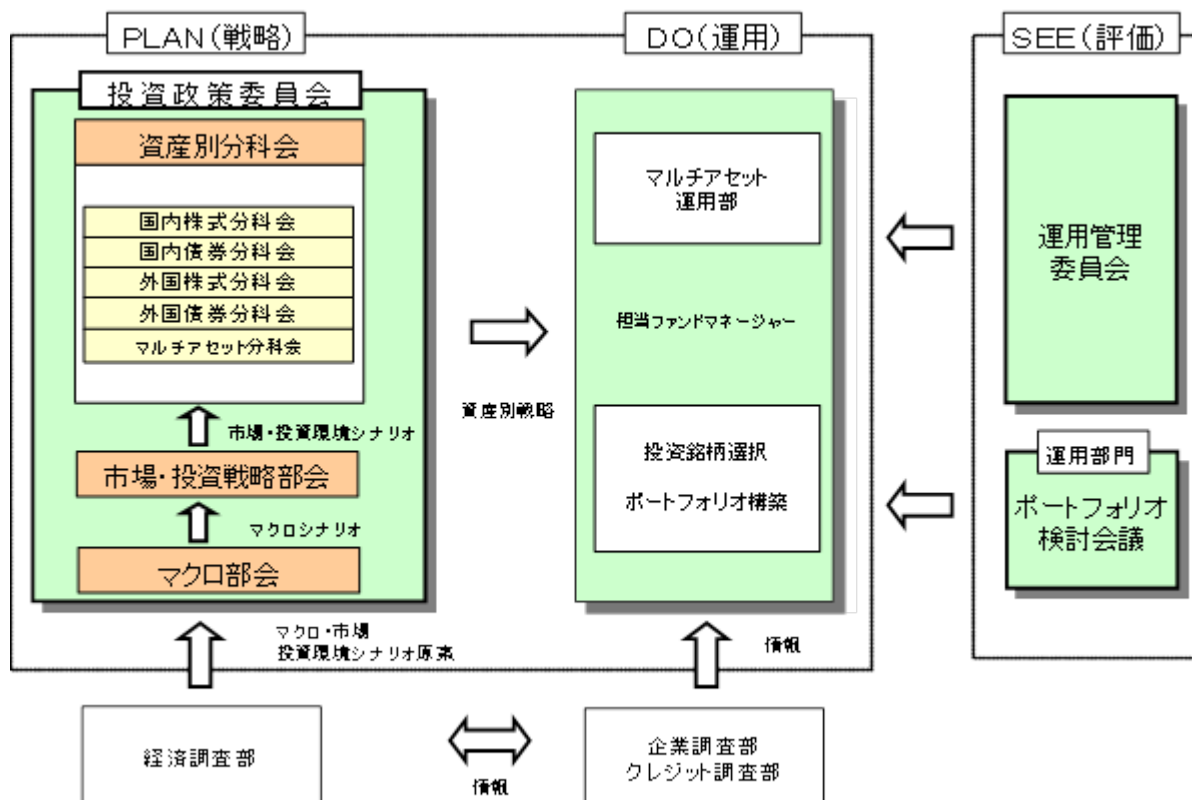 PLAN(戦略)
DO(運用)
SEE(評価)
投資政策委員会
資産別分科会
国内株式分科会
国内債券分科会
外国株式分科会
外国債券分科会
マルチアセット分科会
市場・投資環境シナリオ
市場・投資戦略部会
マクロシナリオ
マクロ部会
資産別戦略
マルチアセット
運用部
担当ファンドマネージャー
投資銘柄選択
ポートフォリオ構築
運用管理
委員会
運用部門
ポートフォリオ
検討会議
マクロ・市場
投資環境シナリオ原案
情報
経済調査部
情報
企業調査部
クレジット調査部